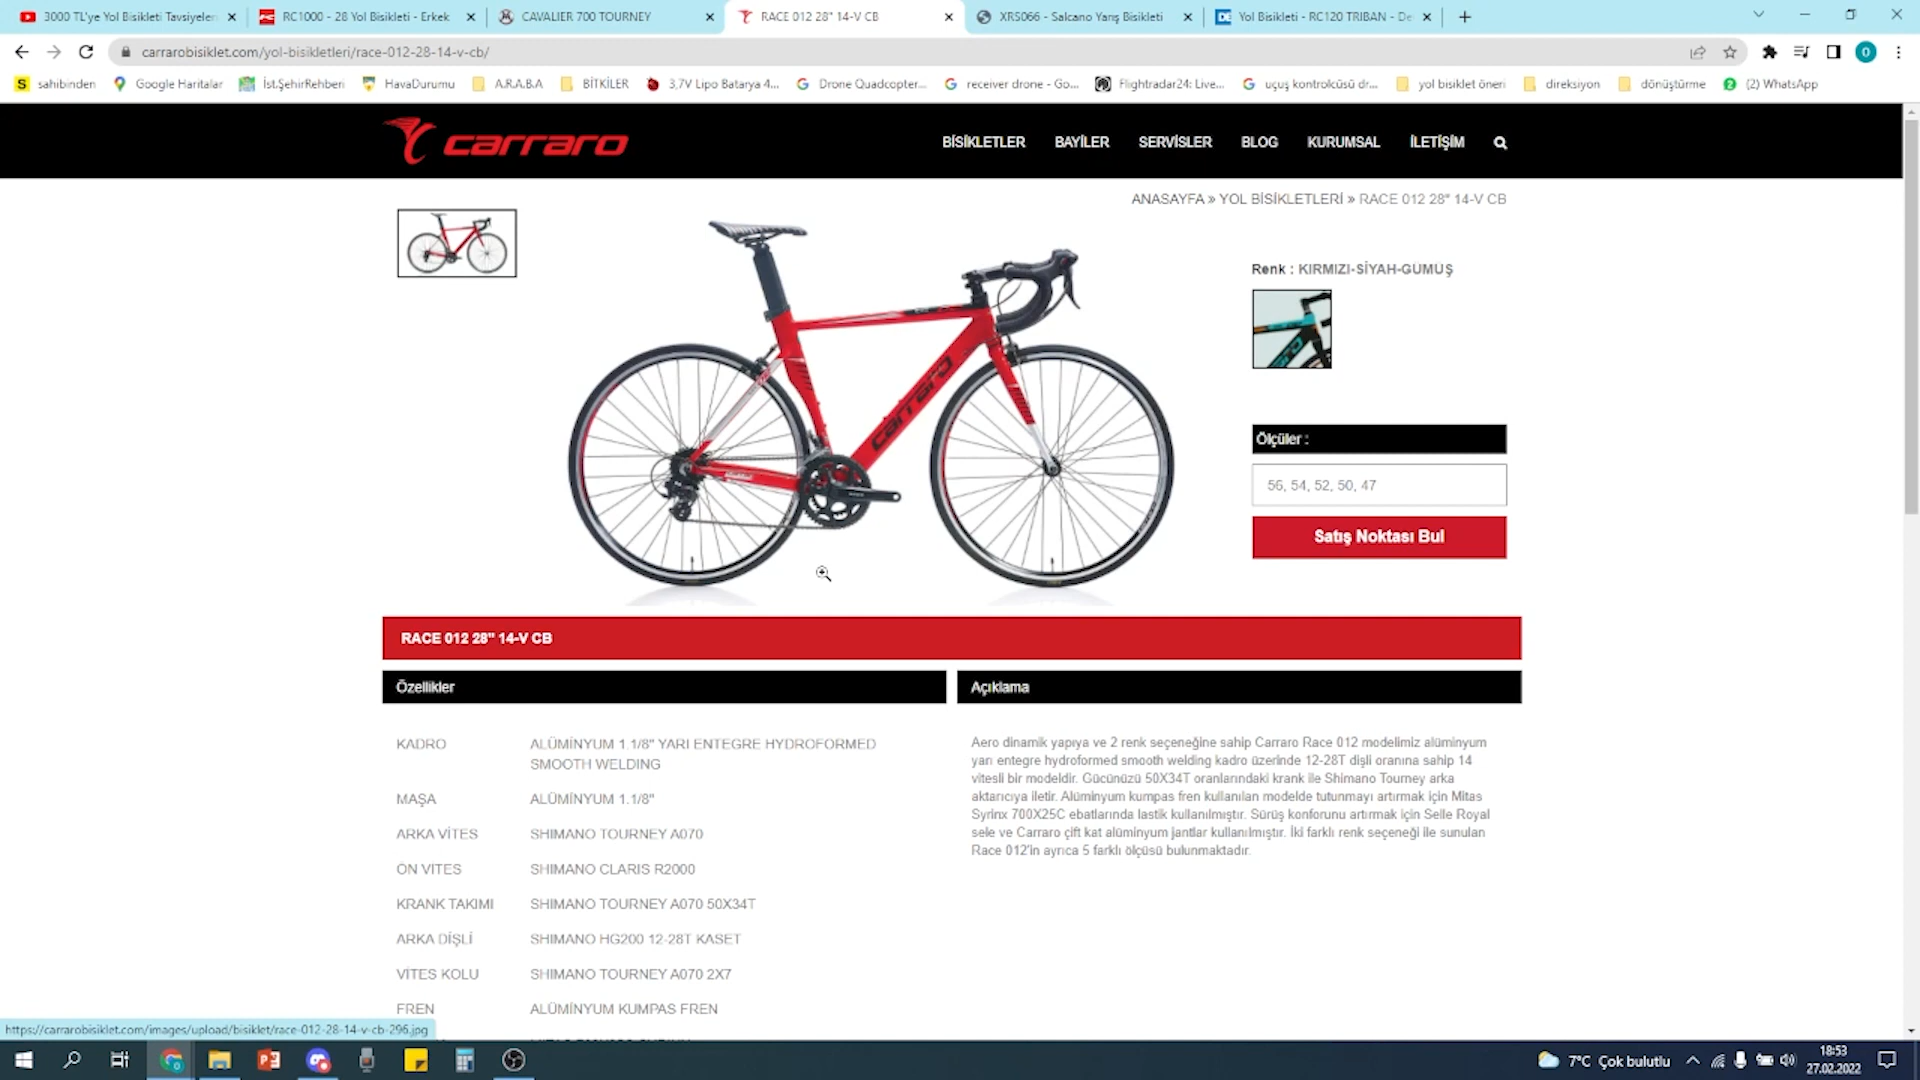 3000 TL'ye Yol Bisikleti Tavsiyeler
RC1000 - 28 Yol Bisikleti - Erkek
CAVALIER 700 TOURNEY
RACE 012 28" 14-V CB
XRS066 - Salcano Yarış Bisikleti
Yol Bisikleti - RC120 TRIBAN - De
carrarobisiklet.com/yol-bisikletleri/race-012-28-14-v-cb/
sahibinden
Google Haritalar
İst.ŞehirRehberi
HavaDurumu
A.R.A.B.A
BİTKİLER
3,7V Lipo Batarya 4...
Drone Quadcopter...
receiver drone - Go...
Flightradar24: Live...
uçuş kontrolcüsü dr...
yol bisiklet öneri
direksiyon
dönüştürme
(2) WhatsApp
carraro
BİSİKLETLER BAYİLER SERVİSLER BLOG KURUMSAL İLETİŞİM
ANASAYFA » YOL BİSİKLETLERİ » RACE 012 28" 14-V CB
Renk : KIRMIZI-SİYAH-GÜMÜŞ
carraro
Ölçüler :
56, 54, 52, 50, 47
Satış Noktası Bul
RACE 012 28" 14-V CB
Özellikler
KADRO ALÜMİNYUM 1.1/8" YARI ENTEGRE HYDROFORMED
SMOOTH WELDING
MAŞA ALÜMİNYUM 1.1/8"
ARKA VİTES SHIMANO TOURNEY A070
ÖN VİTES SHIMANO CLARIS R2000
KRANK TAKIMI SHIMANO TOURNEY A070 50X34T
ARKA DİŞLİ SHIMANO HG200 12-28T KASET
VİTES KOLU SHIMANO TOURNEY A070 2X7
FREN ALÜMİNYUM KUMPAS FREN
Açıklama
Aero dinamik yapıya ve 2 renk seçeneğine sahip Carraro Race 012 modelimiz alüminyum
yarı entegre hydroformed smooth welding kadro üzerinde 12-28T dişli oranına sahip 14
vitesli bir modeldir. Gücünüzü 50X34T oranlarındaki krank ile Shimano Tourney arka
aktarıcıya iletir. Alüminyum kumpas fren kullanılan modelde tutunmayı artırmak için Mitas
Syrinx 700X25C ebatlarında lastik kullanılmıştır. Sürüş konforunu artırmak için Selle Royal
sele ve Carraro çift kat alüminyum jantlar kullanılmıştır. İki farklı renk seçeneği ile sunulan
Race 012'in ayrıca 5 farklı ölçüsü bulunmaktadır.
https://carrarobisiklet.com/images/upload/bisiklet/race-012-28-14-v-cb-296.jpg
7°C Çok bulutlu
18:53
27.02.2022